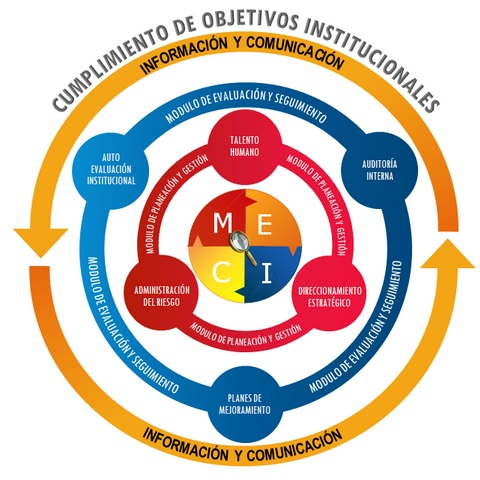 CUMPLIMIENTO DE OBJETIVOS INSTITUCIONALES
INFORMACIÓN Y COMUNICACIÓN
MODULO DE EVALUACIÓN Y SEGUIMIENTO
TALENTO
HUMANO
AUTO
EVALUACIÓN
INSTITUCIONAL
AUDITORÍA
INTERNA
MODULO DE PLANEACIÓN Y GESTIÓN
MODULO DE PLANEACIÓN Y GESTIÓN
M E
C I
ADMINISTRACIÓN
DEL RIESGO
DIRECCIONAMIENTO
ESTRATÉGICO
MODULO DE PLANEACIÓN Y GESTIÓN
MODULO DE EVALUACIÓN Y SEGUIMIENTO
MODULO DE EVALUACIÓN Y SEGUIMIENTO
PLANES DE
MEJORAMIENTO
INFORMACIÓN Y COMUNICACIÓN